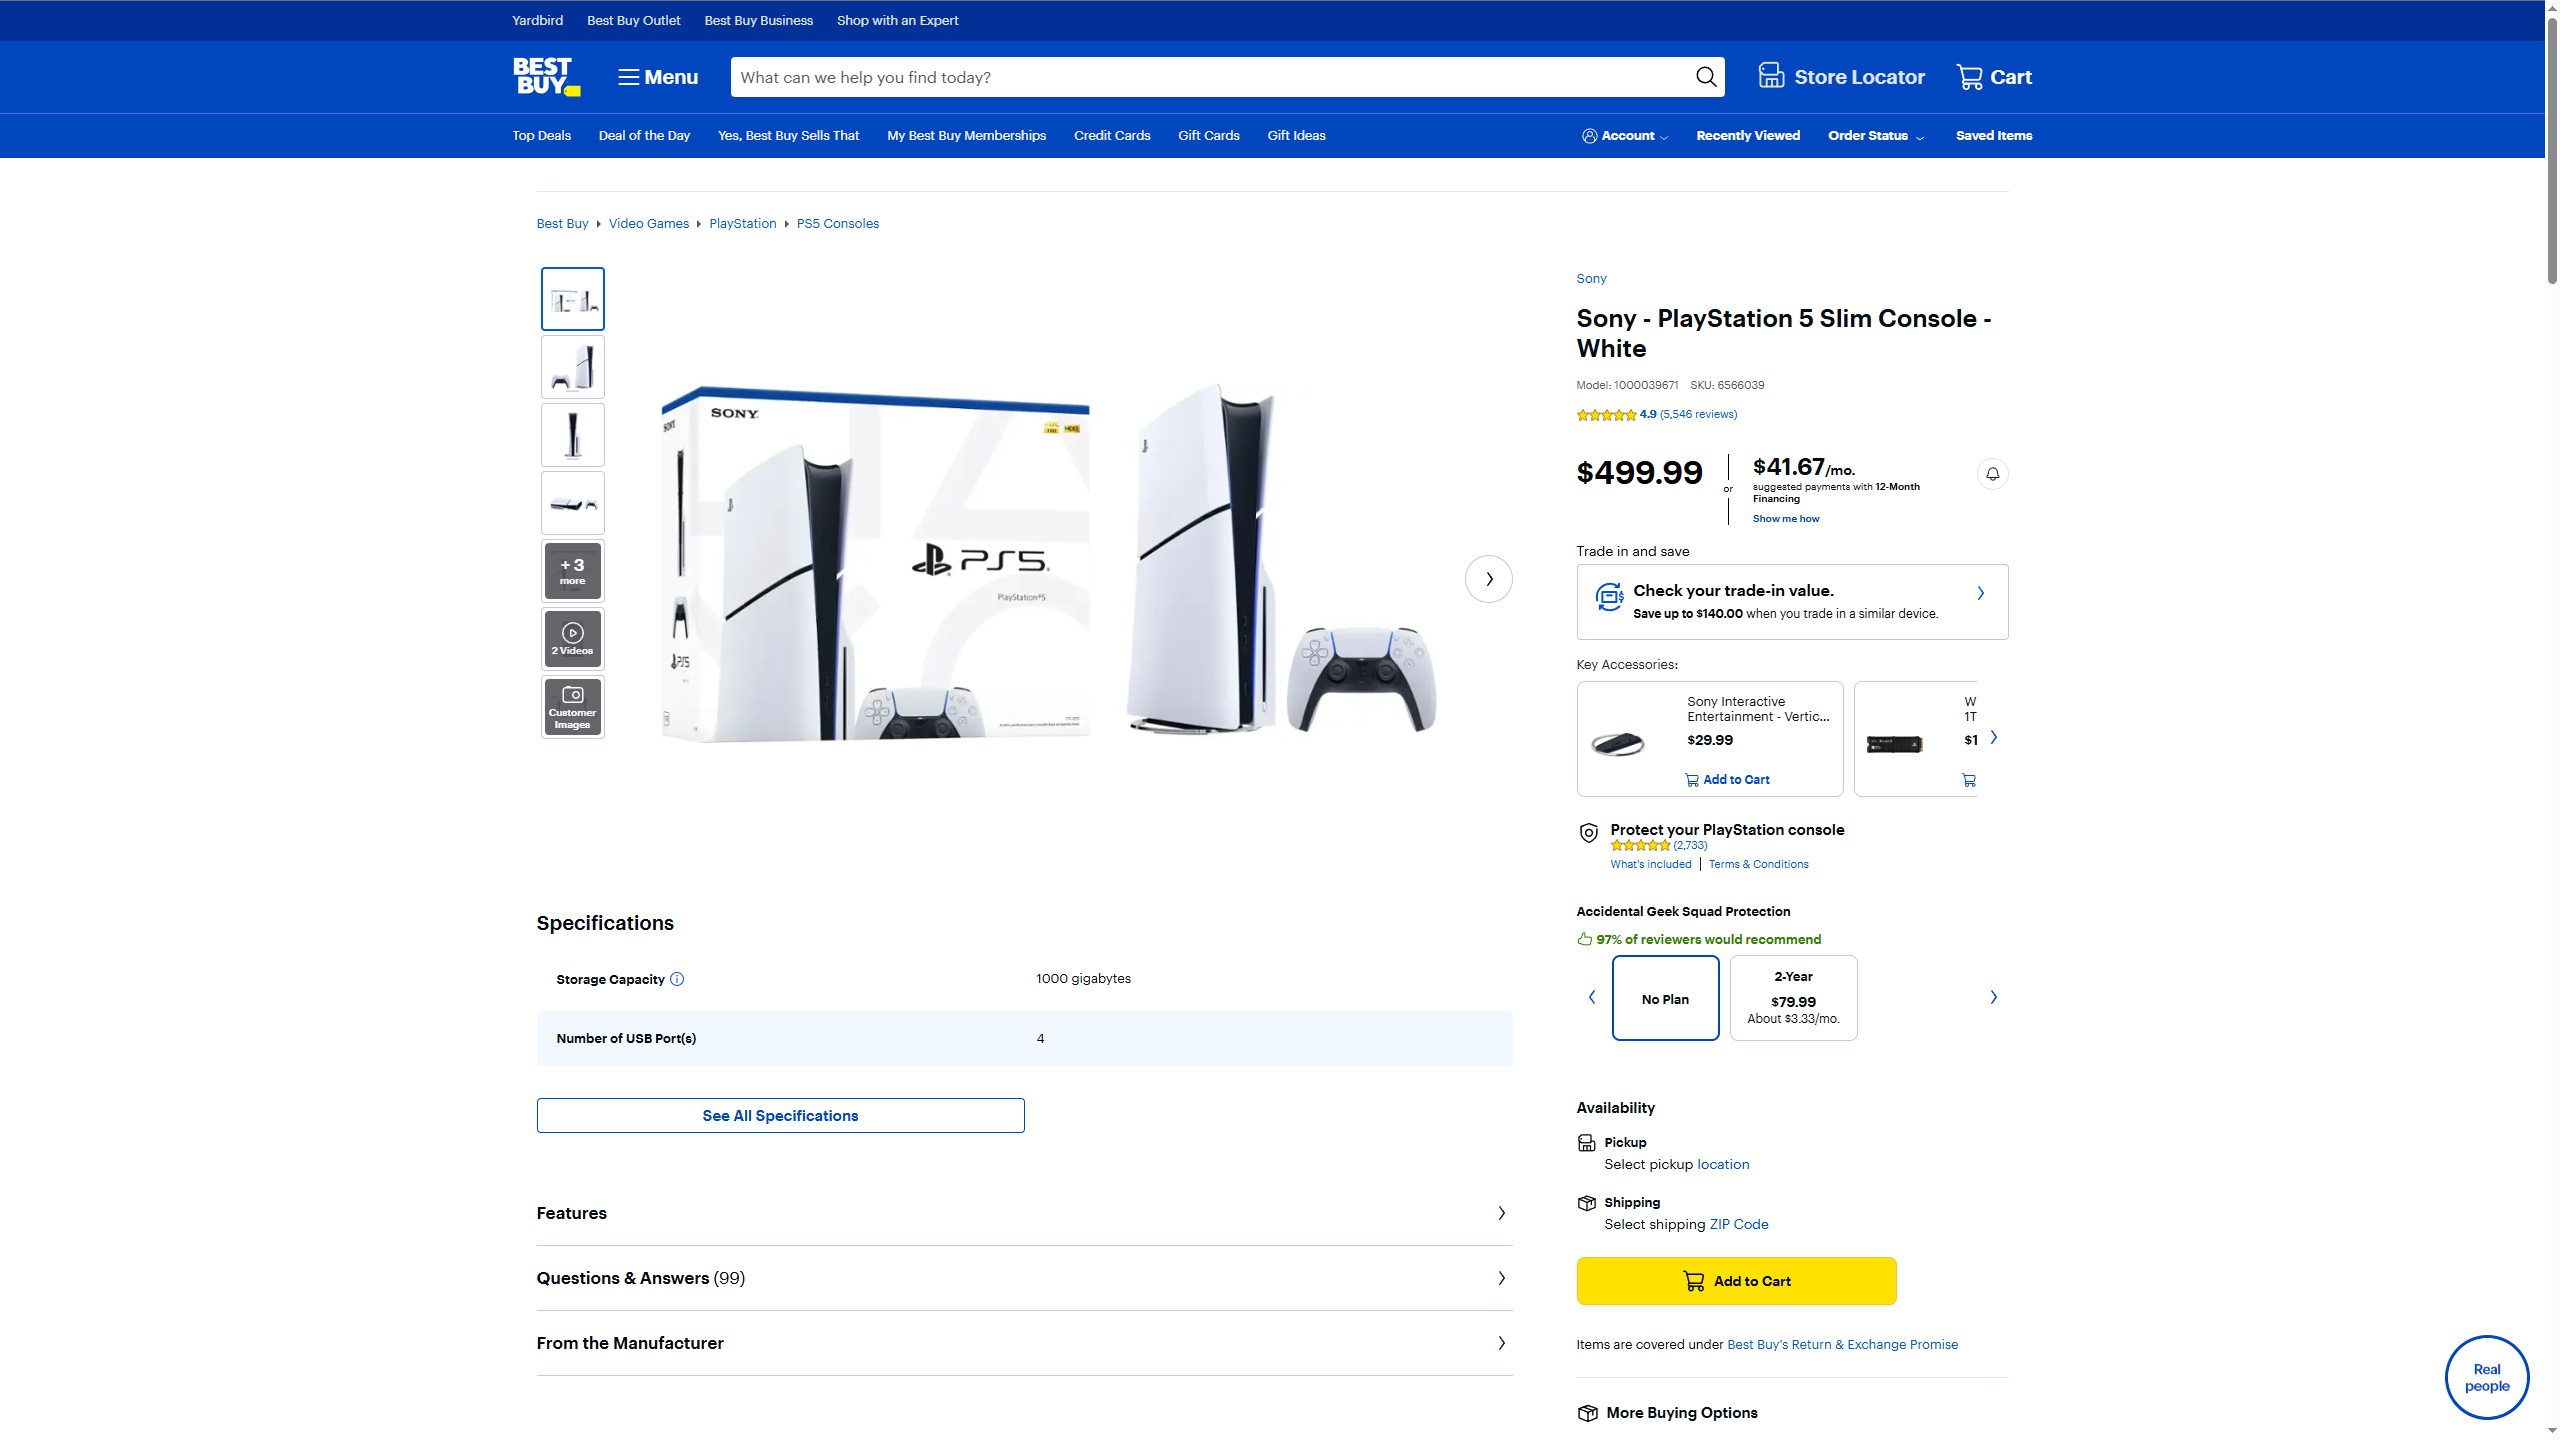 Yardbird Best Buy Outlet Best Buy Business Shop with an Expert
BEST
BUY
Menu
What can we help you find today?
Store Locator
Cart
Top Deals Deal of the Day Yes, Best Buy Sells That My Best Buy Memberships Credit Cards Gift Cards Gift Ideas
Account Recently Viewed Order Status Saved Items
Best Buy Video Games PlayStation PS5 Consoles
+ 3
more
2 Videos
Customer
Images
SONY
SONY
HDR
PS5
PlayStation®5
PS5
Sony
Sony - PlayStation 5 Slim Console -
White
Model: 1000039671 SKU: 6566039
4.9 (5,546 reviews)
$499.99
or
$41.67/mo.
suggested payments with 12-Month
Financing
Show me how
Trade in and save
Check your trade-in value.
Save up to $140.00 when you trade in a similar device.
Key Accessories:
Sony Interactive
Entertainment - Vertic...
$29.99
Add to Cart
W
1T
$1
Protect your PlayStation console
(2,733)
What's included | Terms & Conditions
Accidental Geek Squad Protection
97% of reviewers would recommend
No Plan
2-Year
$79.99
About $3.33/mo.
Availability
Pickup
Select pickup location
Shipping
Select shipping ZIP Code
Add to Cart
Items are covered under Best Buy's Return & Exchange Promise
More Buying Options
Specifications
Storage Capacity 1000 gigabytes
Number of USB Port(s) 4
See All Specifications
Features
Questions & Answers (99)
From the Manufacturer
Real
people